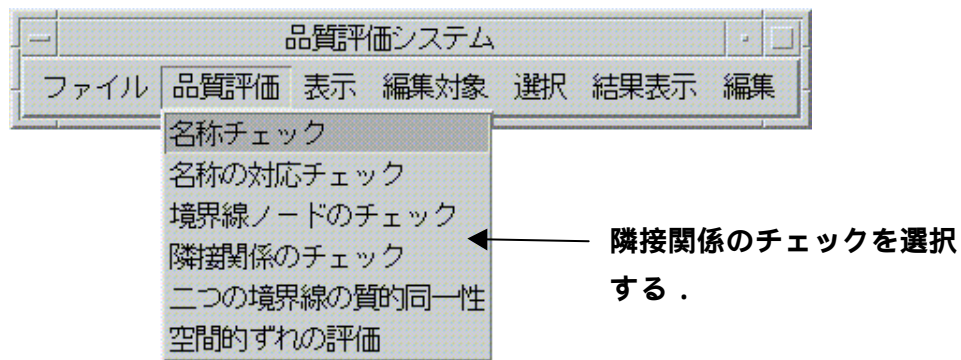 品質評価システム
ファイル 品質評価 表示 編集対象 選択 結果表示 編集
名称チェック
名称の対応チェック
境界線ノードのチェック
隣接関係のチェック
二つの境界線の質的同一性
空間的ずれの評価
隣接関係のチェックを選択
する．